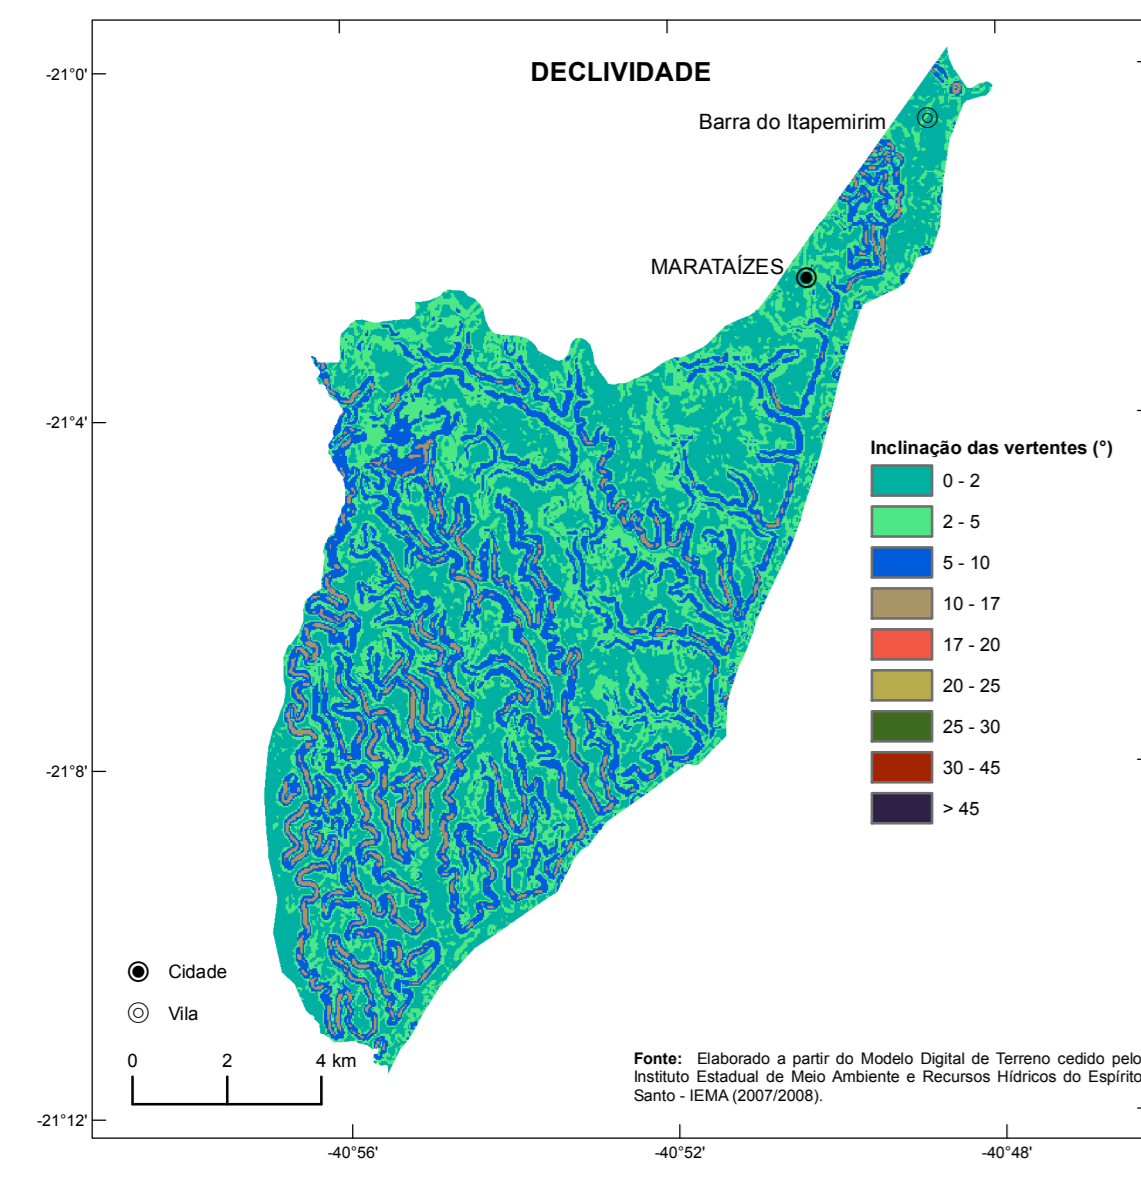 DECLIVIDADE
-21°0'
Barra do Itapemirim
MARATAÍZES
-21°4'
Inclinação das vertentes (°)
0 - 2
2 - 5
5 - 10
10 - 17
17 - 20
20 - 25
25 - 30
30 - 45
> 45
-21°8'
Cidade
Vila
0 2 4 km
Fonte: Elaborado a partir do Modelo Digital de Terreno cedido pelo
Instituto Estadual de Meio Ambiente e Recursos Hídricos do Espírito
Santo - IEMA (2007/2008).
-21°12'
-40°56' -40°52' -40°48'